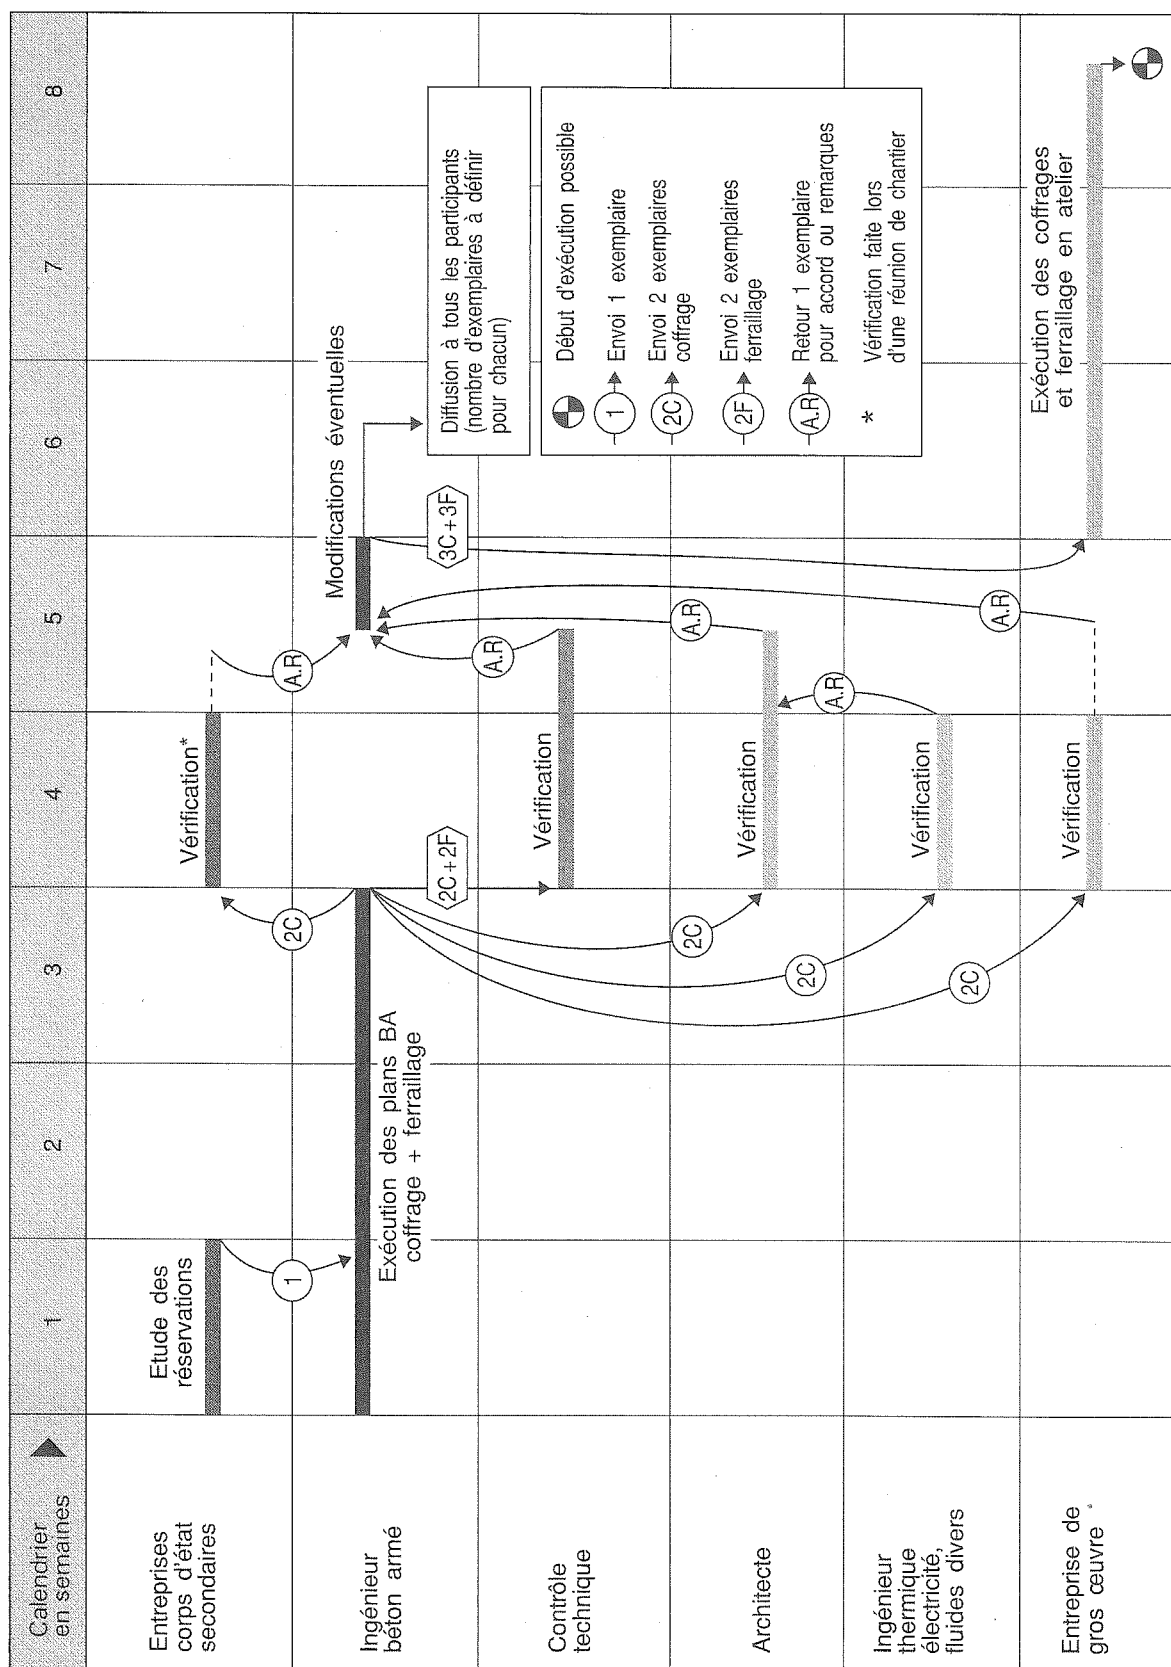 Calendrier
en semaines
1
2
3
4
5
6
7
8
Entreprises
corps d'état
secondaires
Etude des
réservations
1
Vérification*
2C
A.R
Ingénieur
béton armé
Exécution des plans BA
coffrage + ferraillage
Modifications éventuelles
2C+2F
3C+3F
Diffusion à tous les participants
(nombre d'exemplaires à définir
pour chacun)
Contrôle
technique
Vérification
A.R
Début d'exécution possible
1
Envoi 1 exemplaire
2C
Envoi 2 exemplaires
coffrage
2F
Envoi 2 exemplaires
ferraillage
A.R
Retour 1 exemplaire
pour accord ou remarques
*
Vérification faite lors
d'une réunion de chantier
Architecte
2C
Vérification
A.R
Ingénieur
thermique
électricité,
fluides divers
2C
Vérification
A.R
Entreprise de
gros œuvre
2C
Vérification
A.R
Exécution des coffrages
et ferraillage en atelier